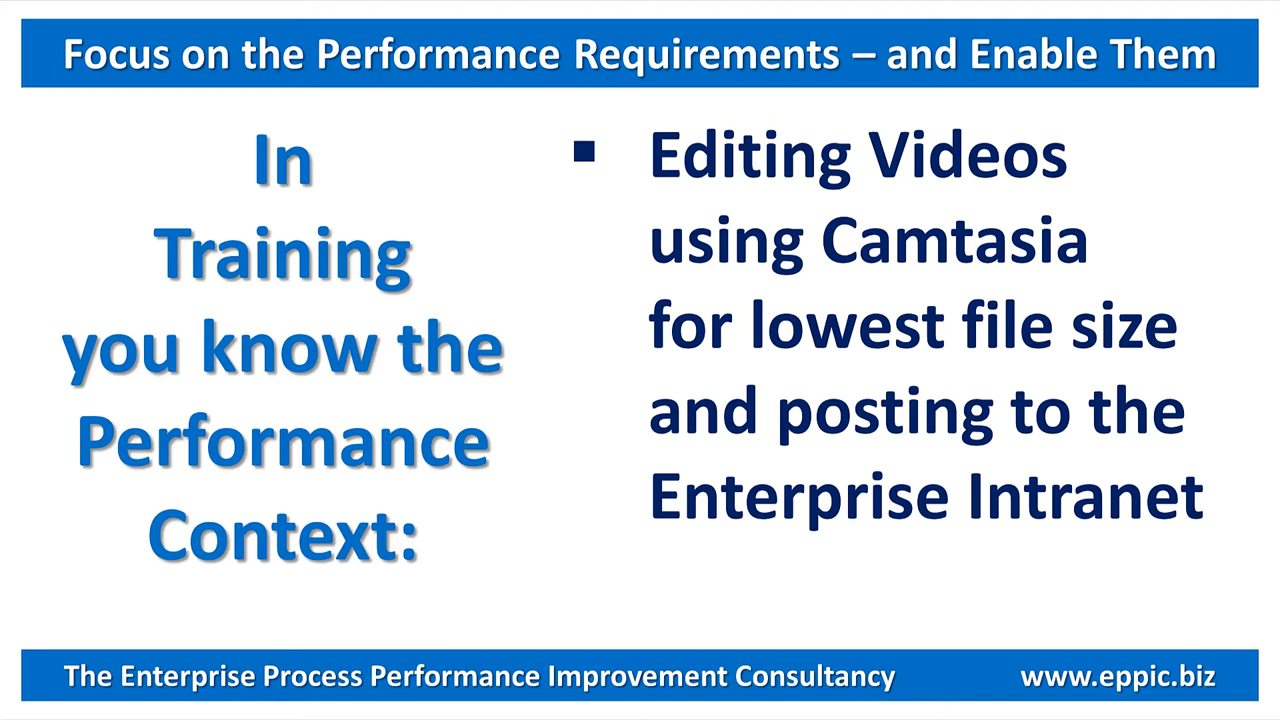 Focus on the Performance Requirements – and Enable Them
In
Training
you know the
Performance
Context:
▪ Editing Videos
using Camtasia
for lowest file size
and posting to the
Enterprise Intranet
The Enterprise Process Performance Improvement Consultancy
www.eppic.biz